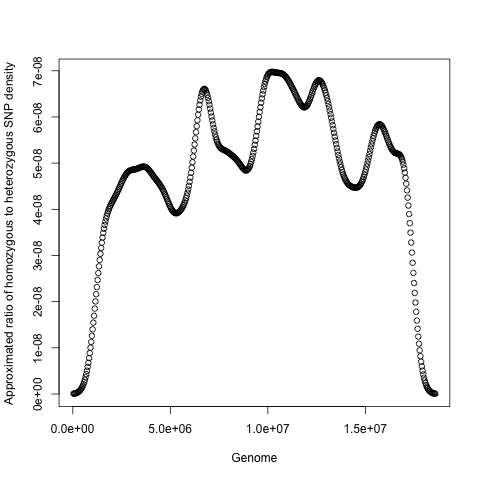 Approximated ratio of homozygous to heterozygous SNP density
7e-08
6e-08
5e-08
4e-08
3e-08
2e-08
1e-08
0e+00
0.0e+00 5.0e+06 1.0e+07 1.5e+07
Genome